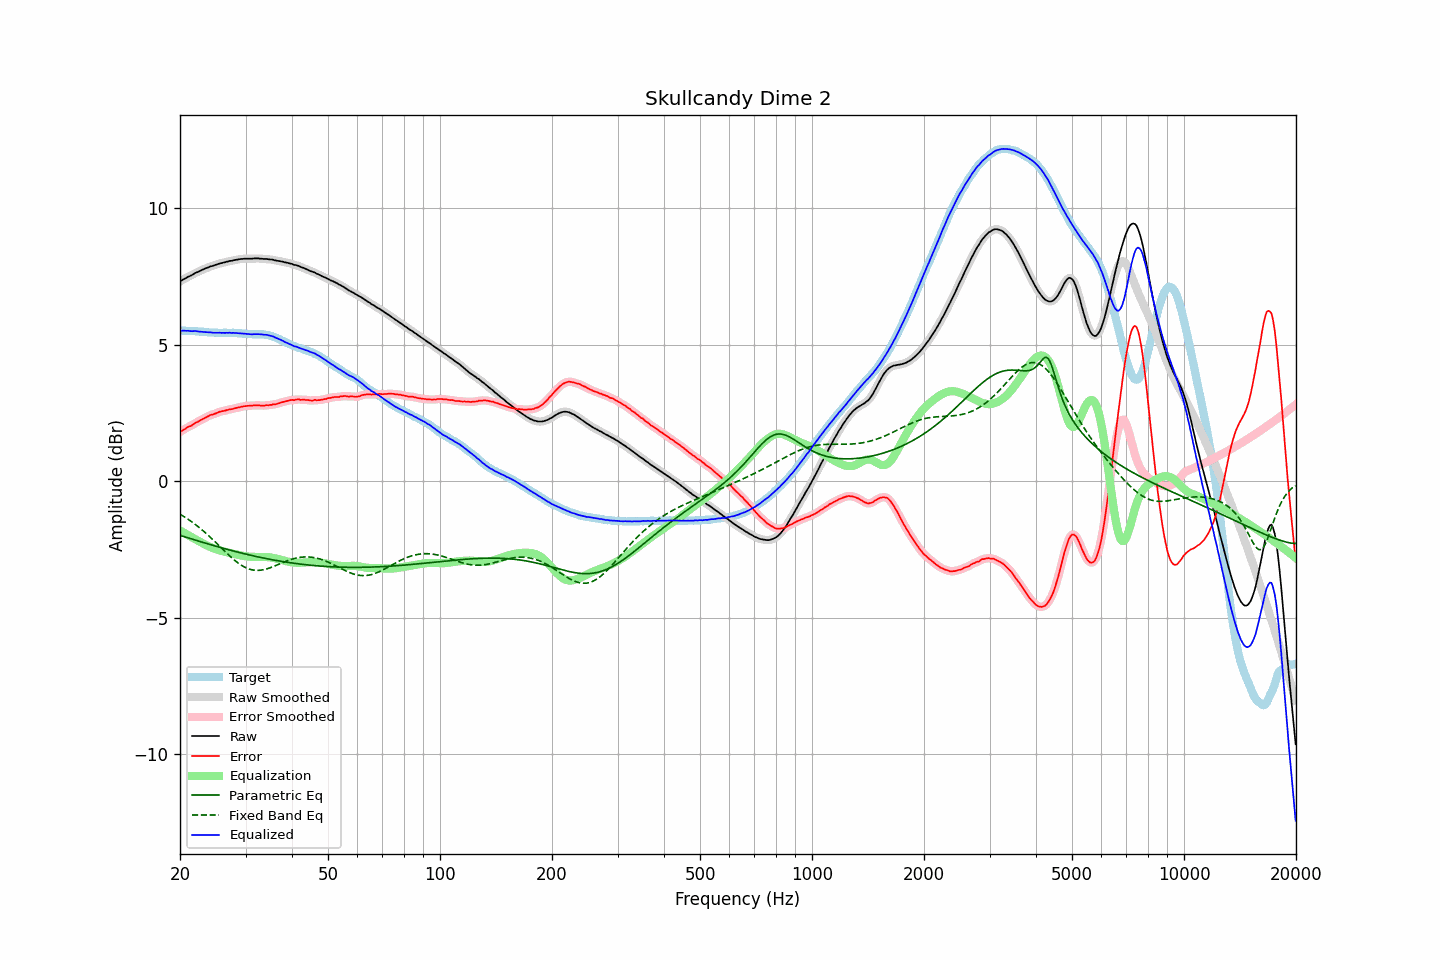 Skullcandy Dime 2
Amplitude (dBr)
10
5
0
−5
−10
Target
Raw Smoothed
Error Smoothed
Raw
Error
Equalization
Parametric Eq
Fixed Band Eq
Equalized
20
50
100
200
500
1000
2000
5000
10000
20000
Frequency (Hz)